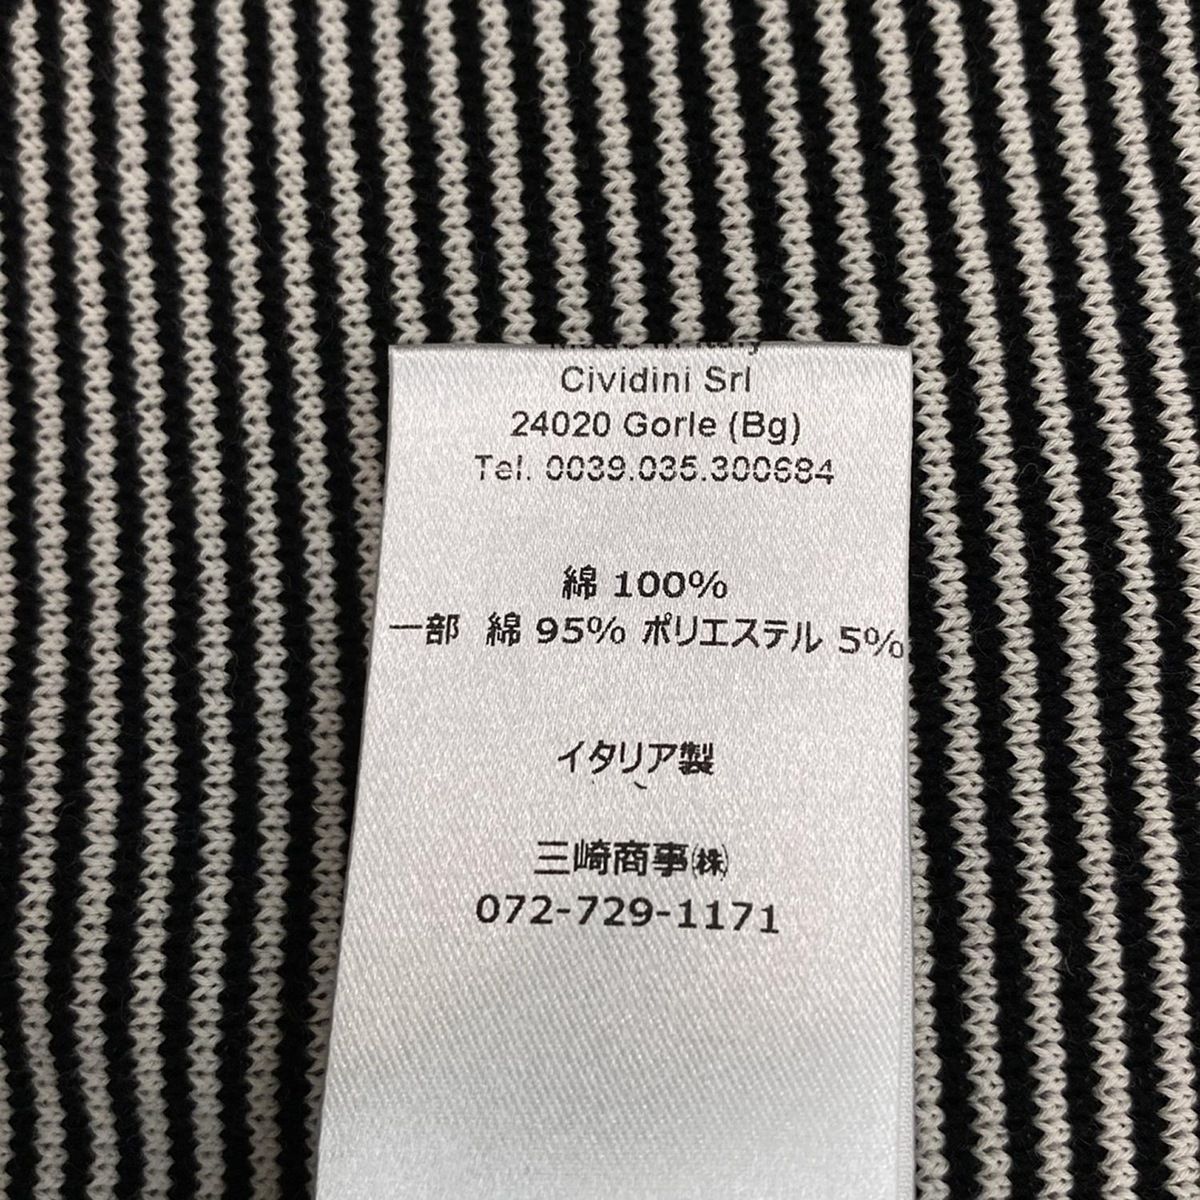 Cividini Srl
24020 Gorle (Bg)
Tel. 0039.035.300684
綿 100%
一部 綿 95% ポリエステル 5%
イタリア製
三崎商事㈱
072-729-1171